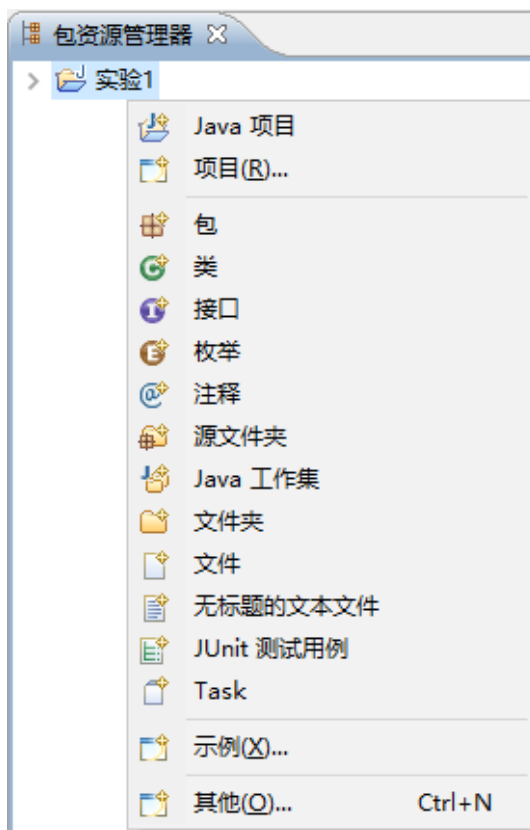 包资源管理器
实验1
Java 项目
项目(R)...
包
类
接口
枚举
注释
源文件夹
Java 工作集
文件夹
文件
无标题的文本文件
JUnit 测试用例
Task
示例(X)...
其他(O)... Ctrl+N